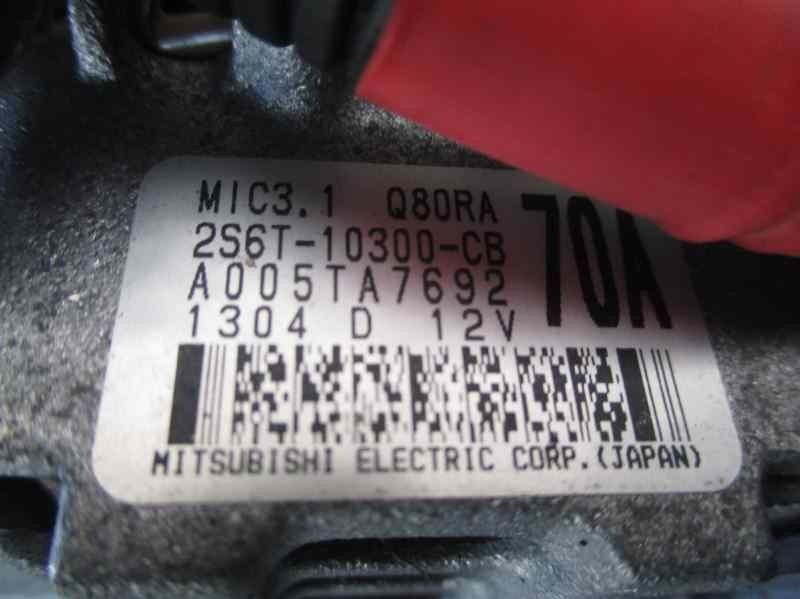 MIC3.1 Q80RA 70A
2S6T-10300-CB
A005TA7692
1304 D 12V
MITSUBISHI ELECTRIC CORP.(JAPAN)